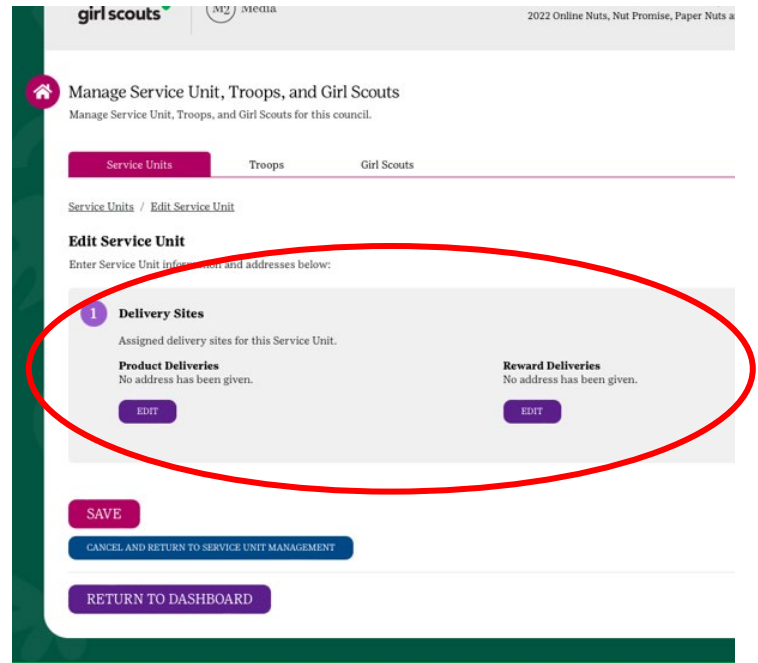 girl scouts
M2 Media
2022 Online Nuts, Nut Promise, Paper Nuts a
Manage Service Unit, Troops, and Girl Scouts
Manage Service Unit, Troops, and Girl Scouts for this council.
Service Units Troops Girl Scouts
Service Units / Edit Service Unit
Edit Service Unit
Enter Service Unit information and addresses below:
1 Delivery Sites
Assigned delivery sites for this Service Unit.
Product Deliveries Reward Deliveries
No address has been given. No address has been given.
EDIT EDIT
SAVE
CANCEL AND RETURN TO SERVICE UNIT MANAGEMENT
RETURN TO DASHBOARD